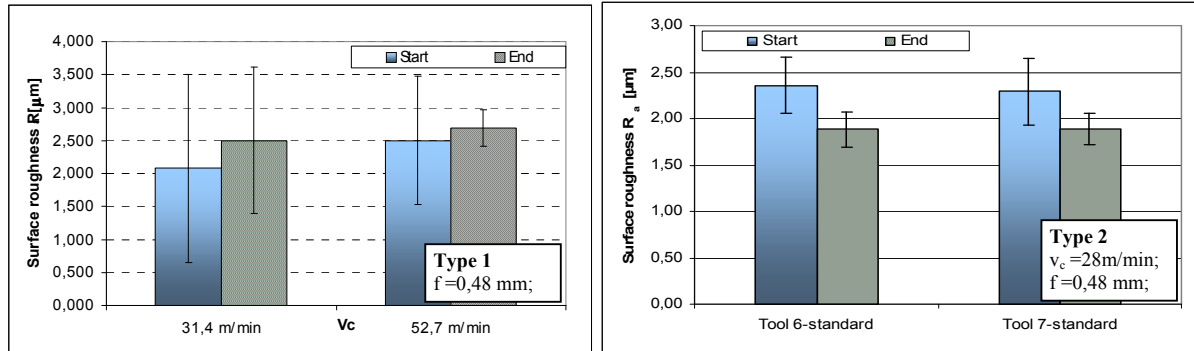 4,000
3,500
3,000
2,500
2,000
1,500
1,000
0,500
0,000
Surface roughness R[µm]
Start End
Type 1
f =0,48 mm;
31,4 m/min Vc 52,7 m/min
3,00
2,50
2,00
1,50
1,00
0,50
0,00
Surface roughness R a [µm]
Start End
Type 2
v c =28m/min;
f =0,48 mm;
Tool 6-standard Tool 7-standard